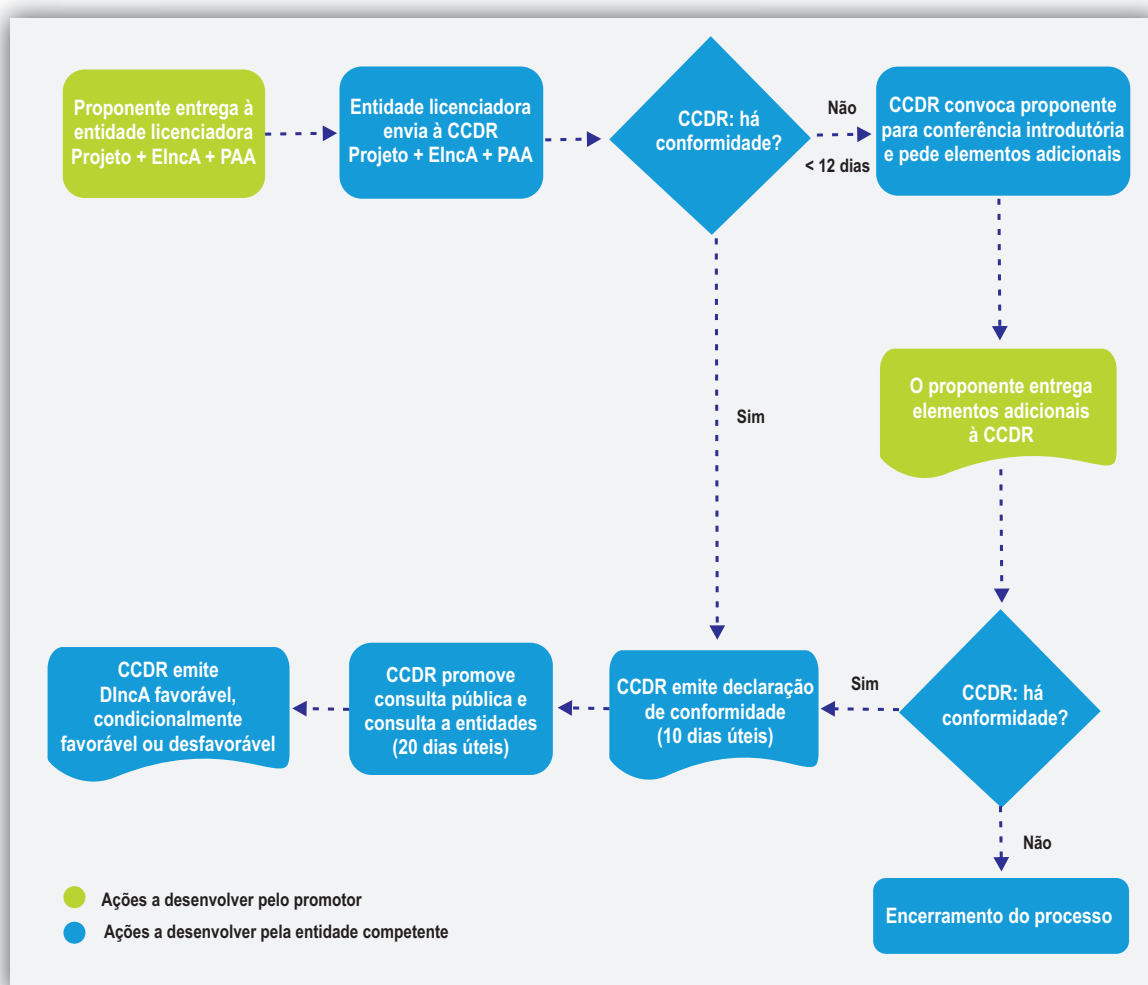 Proponente entrega à
entidade licenciadora
Projeto + EIncA + PAA
Entidade licenciadora
envia à CCDR
Projeto + EIncA + PAA
CCDR: há
conformidade?
Não
< 12 dias
CCDR convoca proponente
para conferência introdutória
e pede elementos adicionais
Sim
O proponente entrega
elementos adicionais
à CCDR
CCDR: há
conformidade?
Sim
CCDR emite declaração
de conformidade
(10 dias úteis)
CCDR promove
consulta pública e
consulta a entidades
(20 dias úteis)
CCDR emite
DIncA favorável,
condicionalmente
favorável ou desfavorável
Não
Encerramento do processo
Ações a desenvolver pelo promotor
Ações a desenvolver pela entidade competente